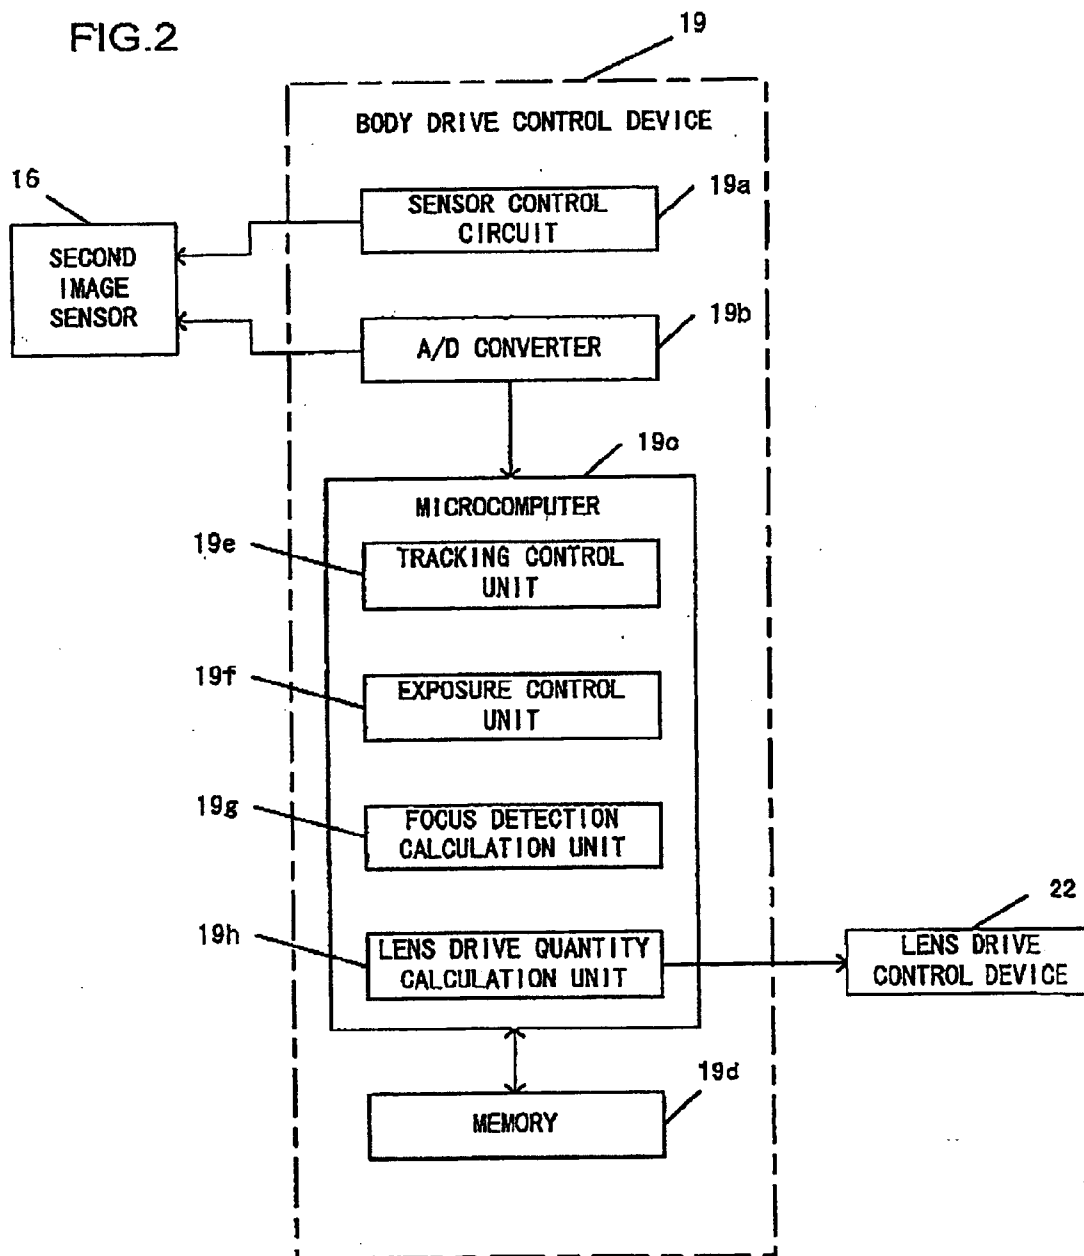 FIG.2
19
BODY DRIVE CONTROL DEVICE
16
SECOND
IMAGE
SENSOR
SENSOR CONTROL
CIRCUIT
19a
A/D CONVERTER
19b
19c
MICROCOMPUTER
19e
TRACKING CONTROL
UNIT
19f
EXPOSURE CONTROL
UNIT
19g
FOCUS DETECTION
CALCULATION UNIT
19h
LENS DRIVE QUANTITY
CALCULATION UNIT
22
LENS DRIVE
CONTROL DEVICE
19d
MEMORY